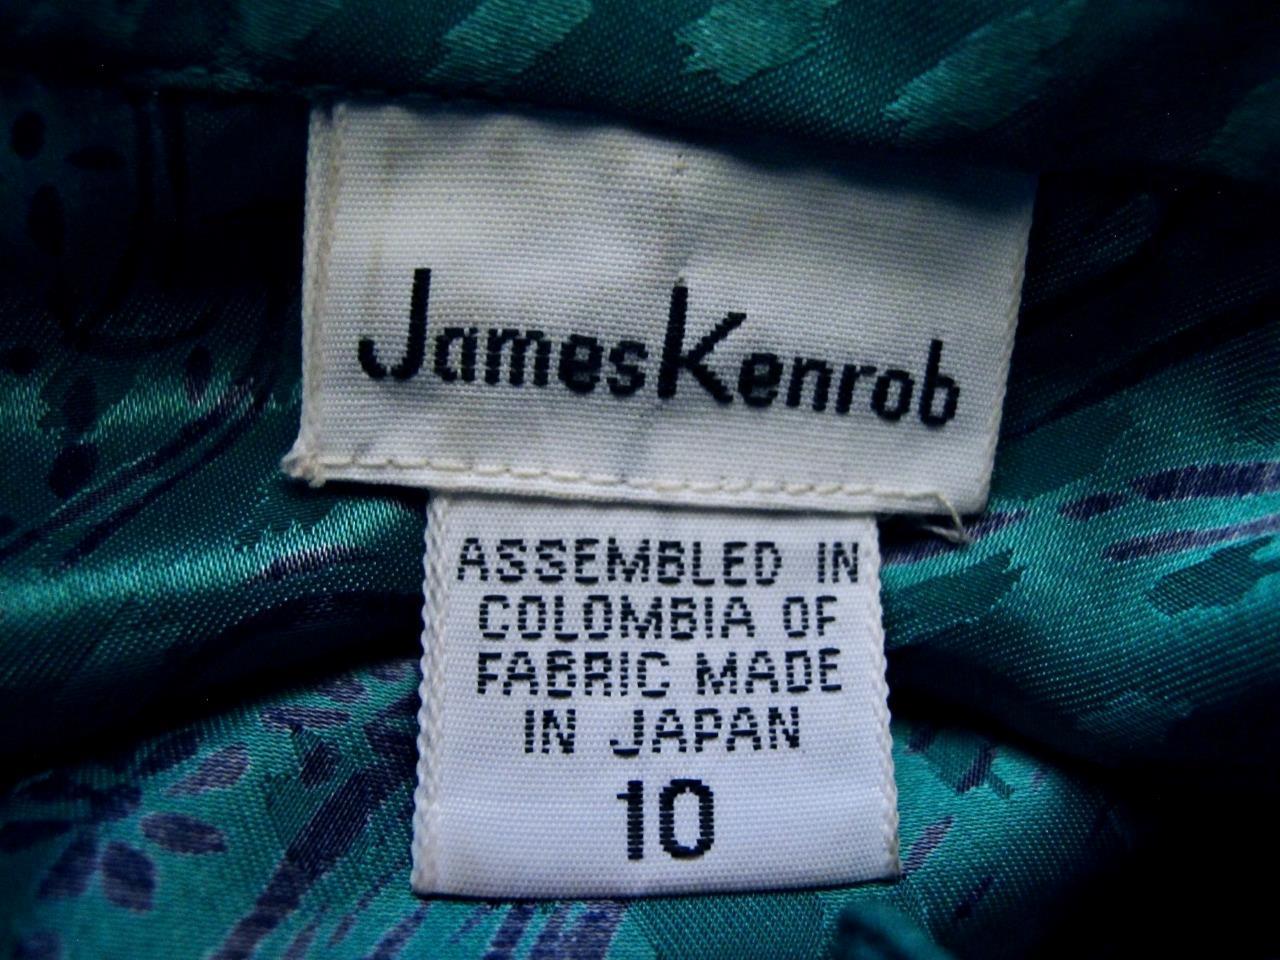 JamesKenrob
ASSEMBLED IN
COLOMBIA OF
FABRIC MADE
IN JAPAN
10